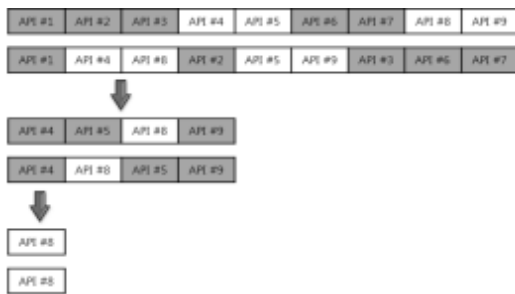 API #1 API #2 API #3 API #4 API #5 API #6 API #7 API #8 API #9
API #1 API #4 API #8 API #2 API #5 API #9 API #3 API #6 API #7
API #4 API #5 API #8 API #9
API #4 API #8 API #5 API #9
API #8
API #8